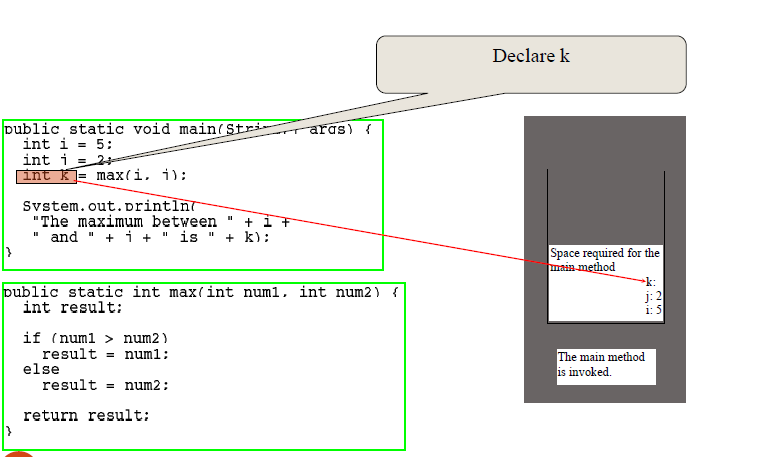 Declare k
public static void main(String[] args) {
int i = 5;
int j = 2;
int k = max(i, j);
System.out.println(
"The maximum between " + i +
" and " + j + " is " + k);
}
public static int max(int num1, int num2) {
int result;
if (num1 > num2)
result = num1;
else
result = num2;
return result;
}
Space required for the
main method
k:
j: 2
i: 5
The main method
is invoked.